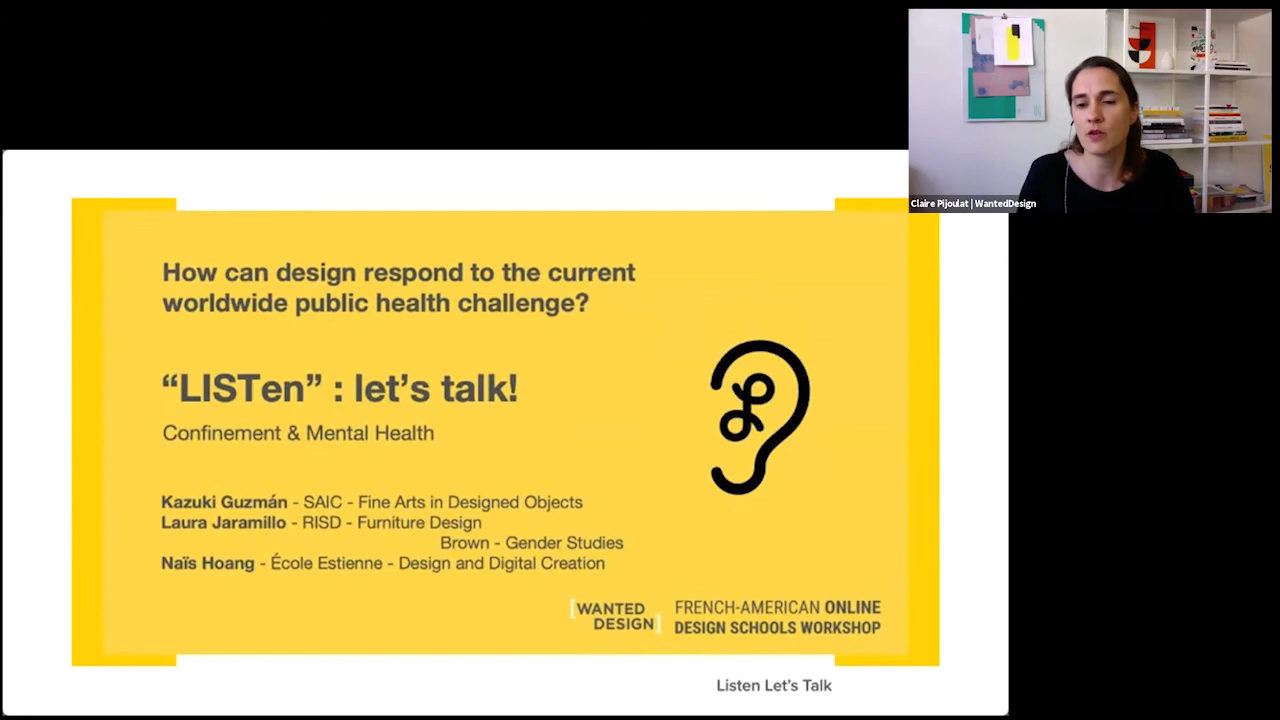 Claire Pijoulat | WantedDesign
How can design respond to the current
worldwide public health challenge?
“LISTen” : let’s talk!
Confinement & Mental Health
Kazuki Guzmán - SAIC - Fine Arts in Designed Objects
Laura Jaramillo - RISD - Furniture Design
Brown - Gender Studies
Naïs Hoang - École Estienne - Design and Digital Creation
[WANTED
DESIGN]
FRENCH-AMERICAN ONLINE
DESIGN SCHOOLS WORKSHOP
Listen Let’s Talk